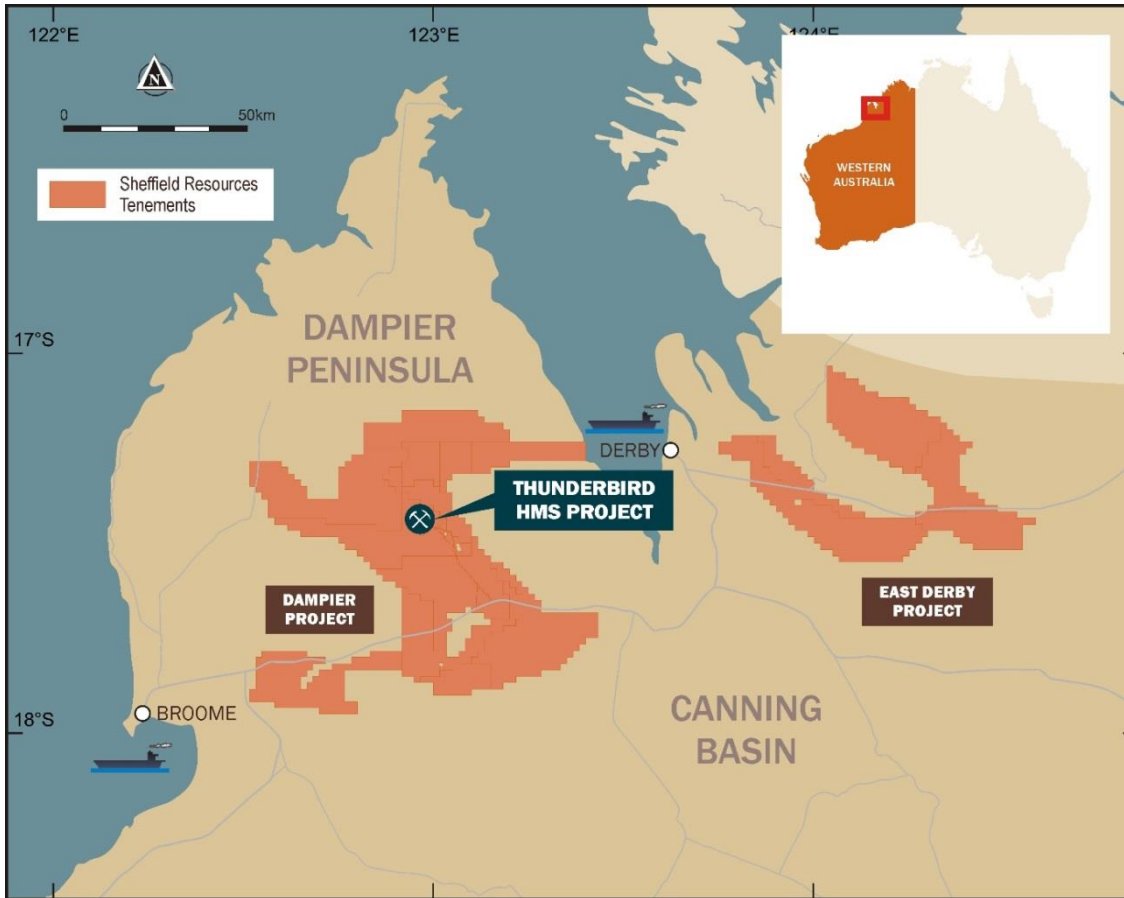 122°E
123°E
124°E
N
0
50km
Sheffield Resources
Tenements
WESTERN
AUSTRALIA
17°S
DAMPIER
PENINSULA
DERBY
THUNDERBIRD
HMS PROJECT
DAMPIER
PROJECT
EAST DERBY
PROJECT
CANNING
BASIN
18°S
BROOME